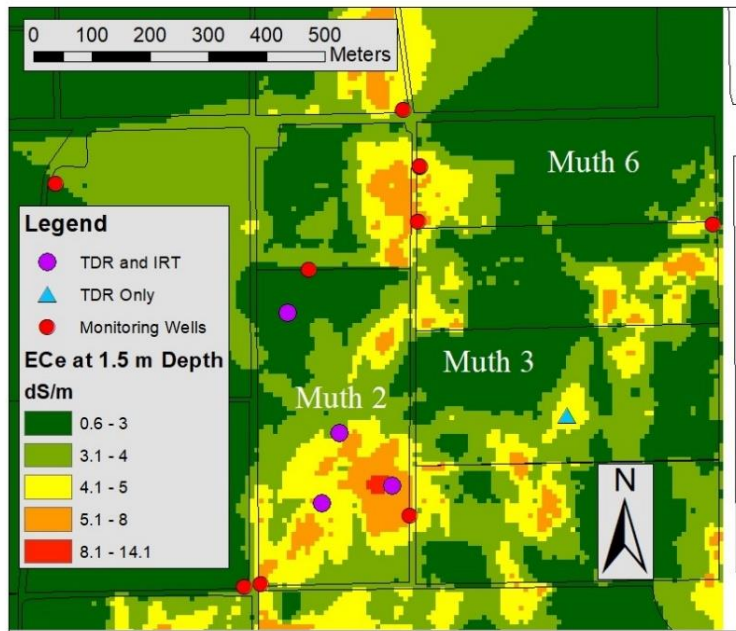 0 100 200 300 400 500
Meters
Muth 6
Legend
TDR and IRT
TDR Only
Monitoring Wells
ECe at 1.5 m Depth
dS/m
0.6 - 3
3.1 - 4
4.1 - 5
5.1 - 8
8.1 - 14.1
Muth 3
Muth 2
N